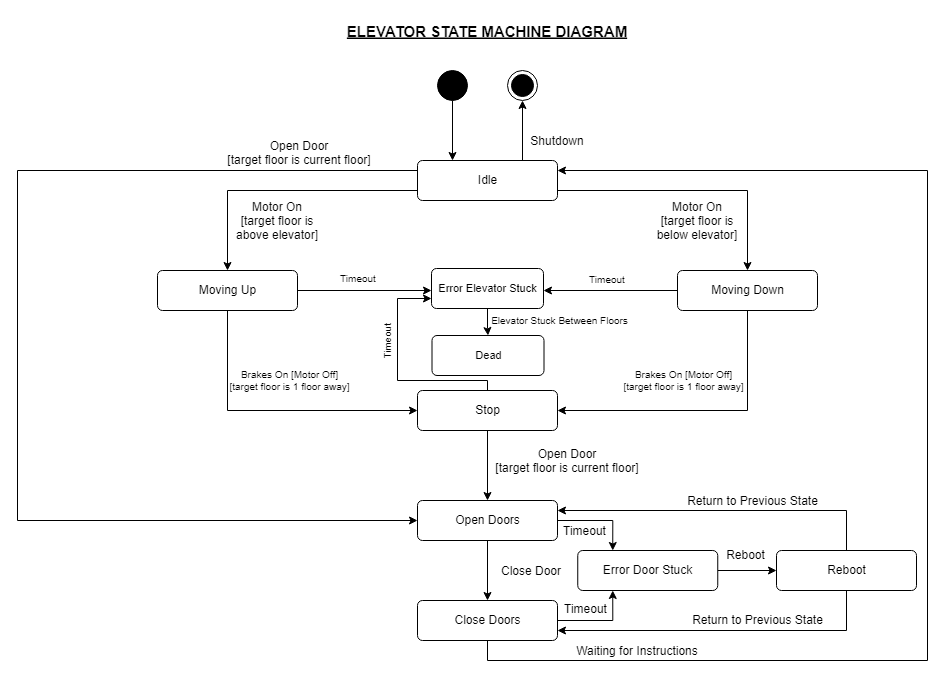 ELEVATOR STATE MACHINE DIAGRAM
Shutdown
Open Door
[target floor is current floor]
Idle
Motor On
[target floor is
above elevator]
Motor On
[target floor is
below elevator]
Moving Up
Timeout
Error Elevator Stuck
Timeout
Moving Down
Elevator Stuck Between Floors
Timeout
Dead
Brakes On [Motor Off]
[target floor is 1 floor away]
Brakes On [Motor Off]
[target floor is 1 floor away]
Stop
Open Door
[target floor is current floor]
Return to Previous State
Open Doors
Timeout
Reboot
Close Door
Error Door Stuck
Reboot
Timeout
Close Doors
Return to Previous State
Waiting for Instructions